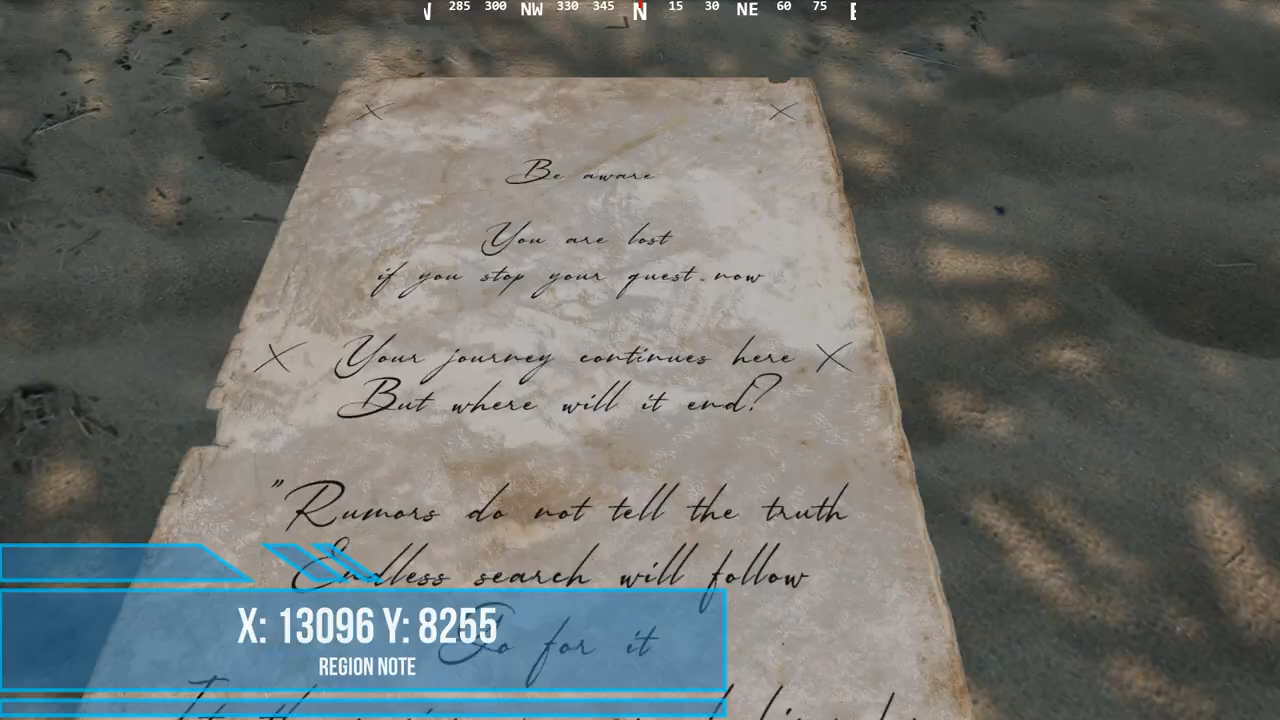 285 300 NW 330 345 N 15 30 NE 60 75 E
Be aware
You are lost
if you stop your quest now
X Your journey continues here X
But where will it end?
"Rumors do not tell the truth
Endless search will follow
Go for it
X: 13096 Y: 8255
REGION NOTE